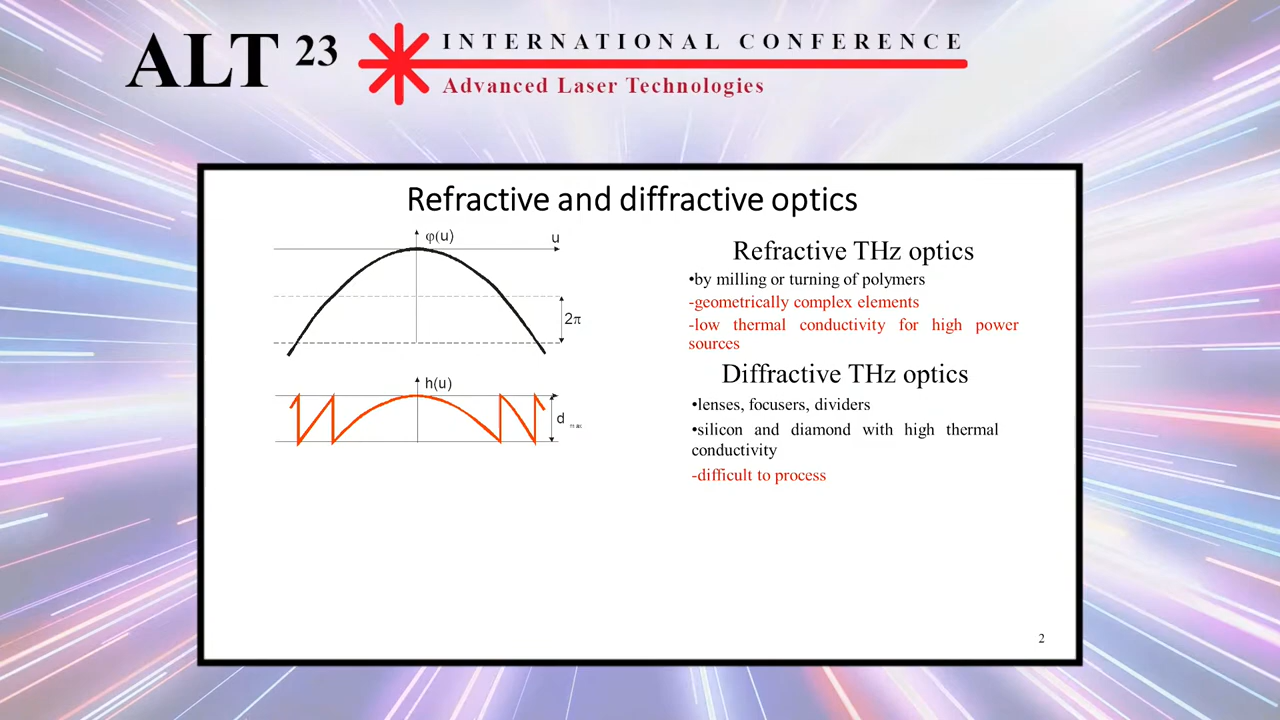 ALT 23
INTERNATIONAL CONFERENCE
Advanced Laser Technologies
Refractive and diffractive optics
φ(u)
u
2π
h(u)
d
max
Refractive THz optics
•by milling or turning of polymers
-geometrically complex elements
-low thermal conductivity for high power
sources
Diffractive THz optics
•lenses, focusers, dividers
•silicon and diamond with high thermal
conductivity
-difficult to process
2